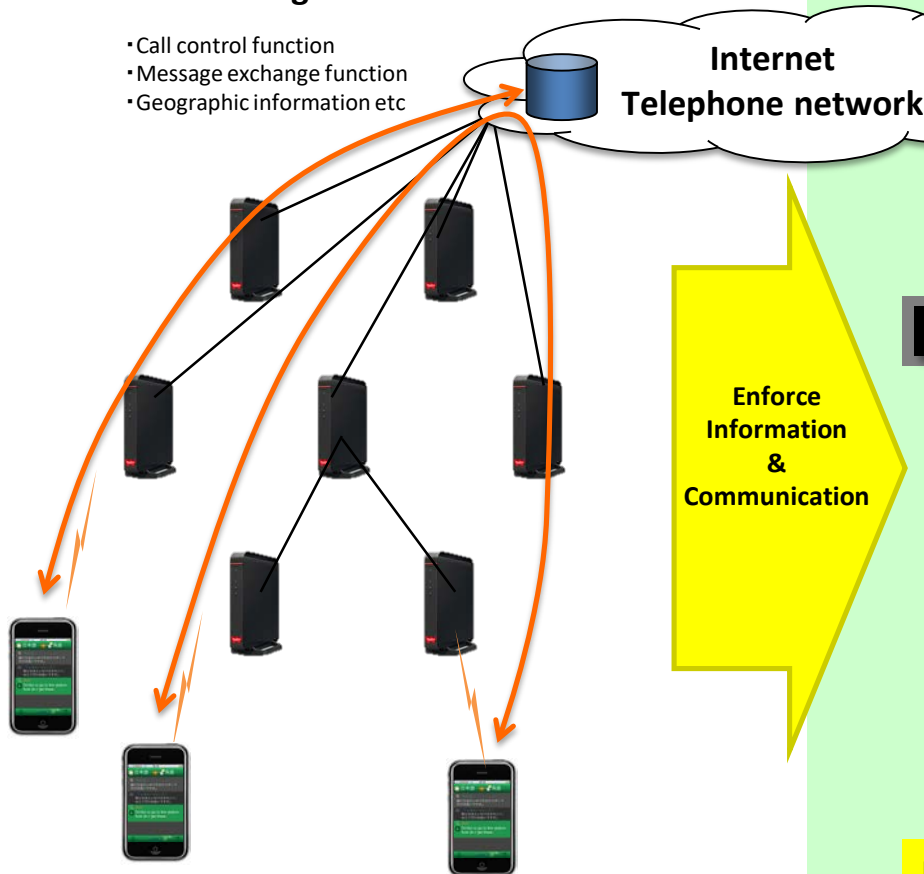 ・Call control function
・Message exchange function
・Geographic information etc
Internet
Telephone network
Enforce
Information
&
Communication